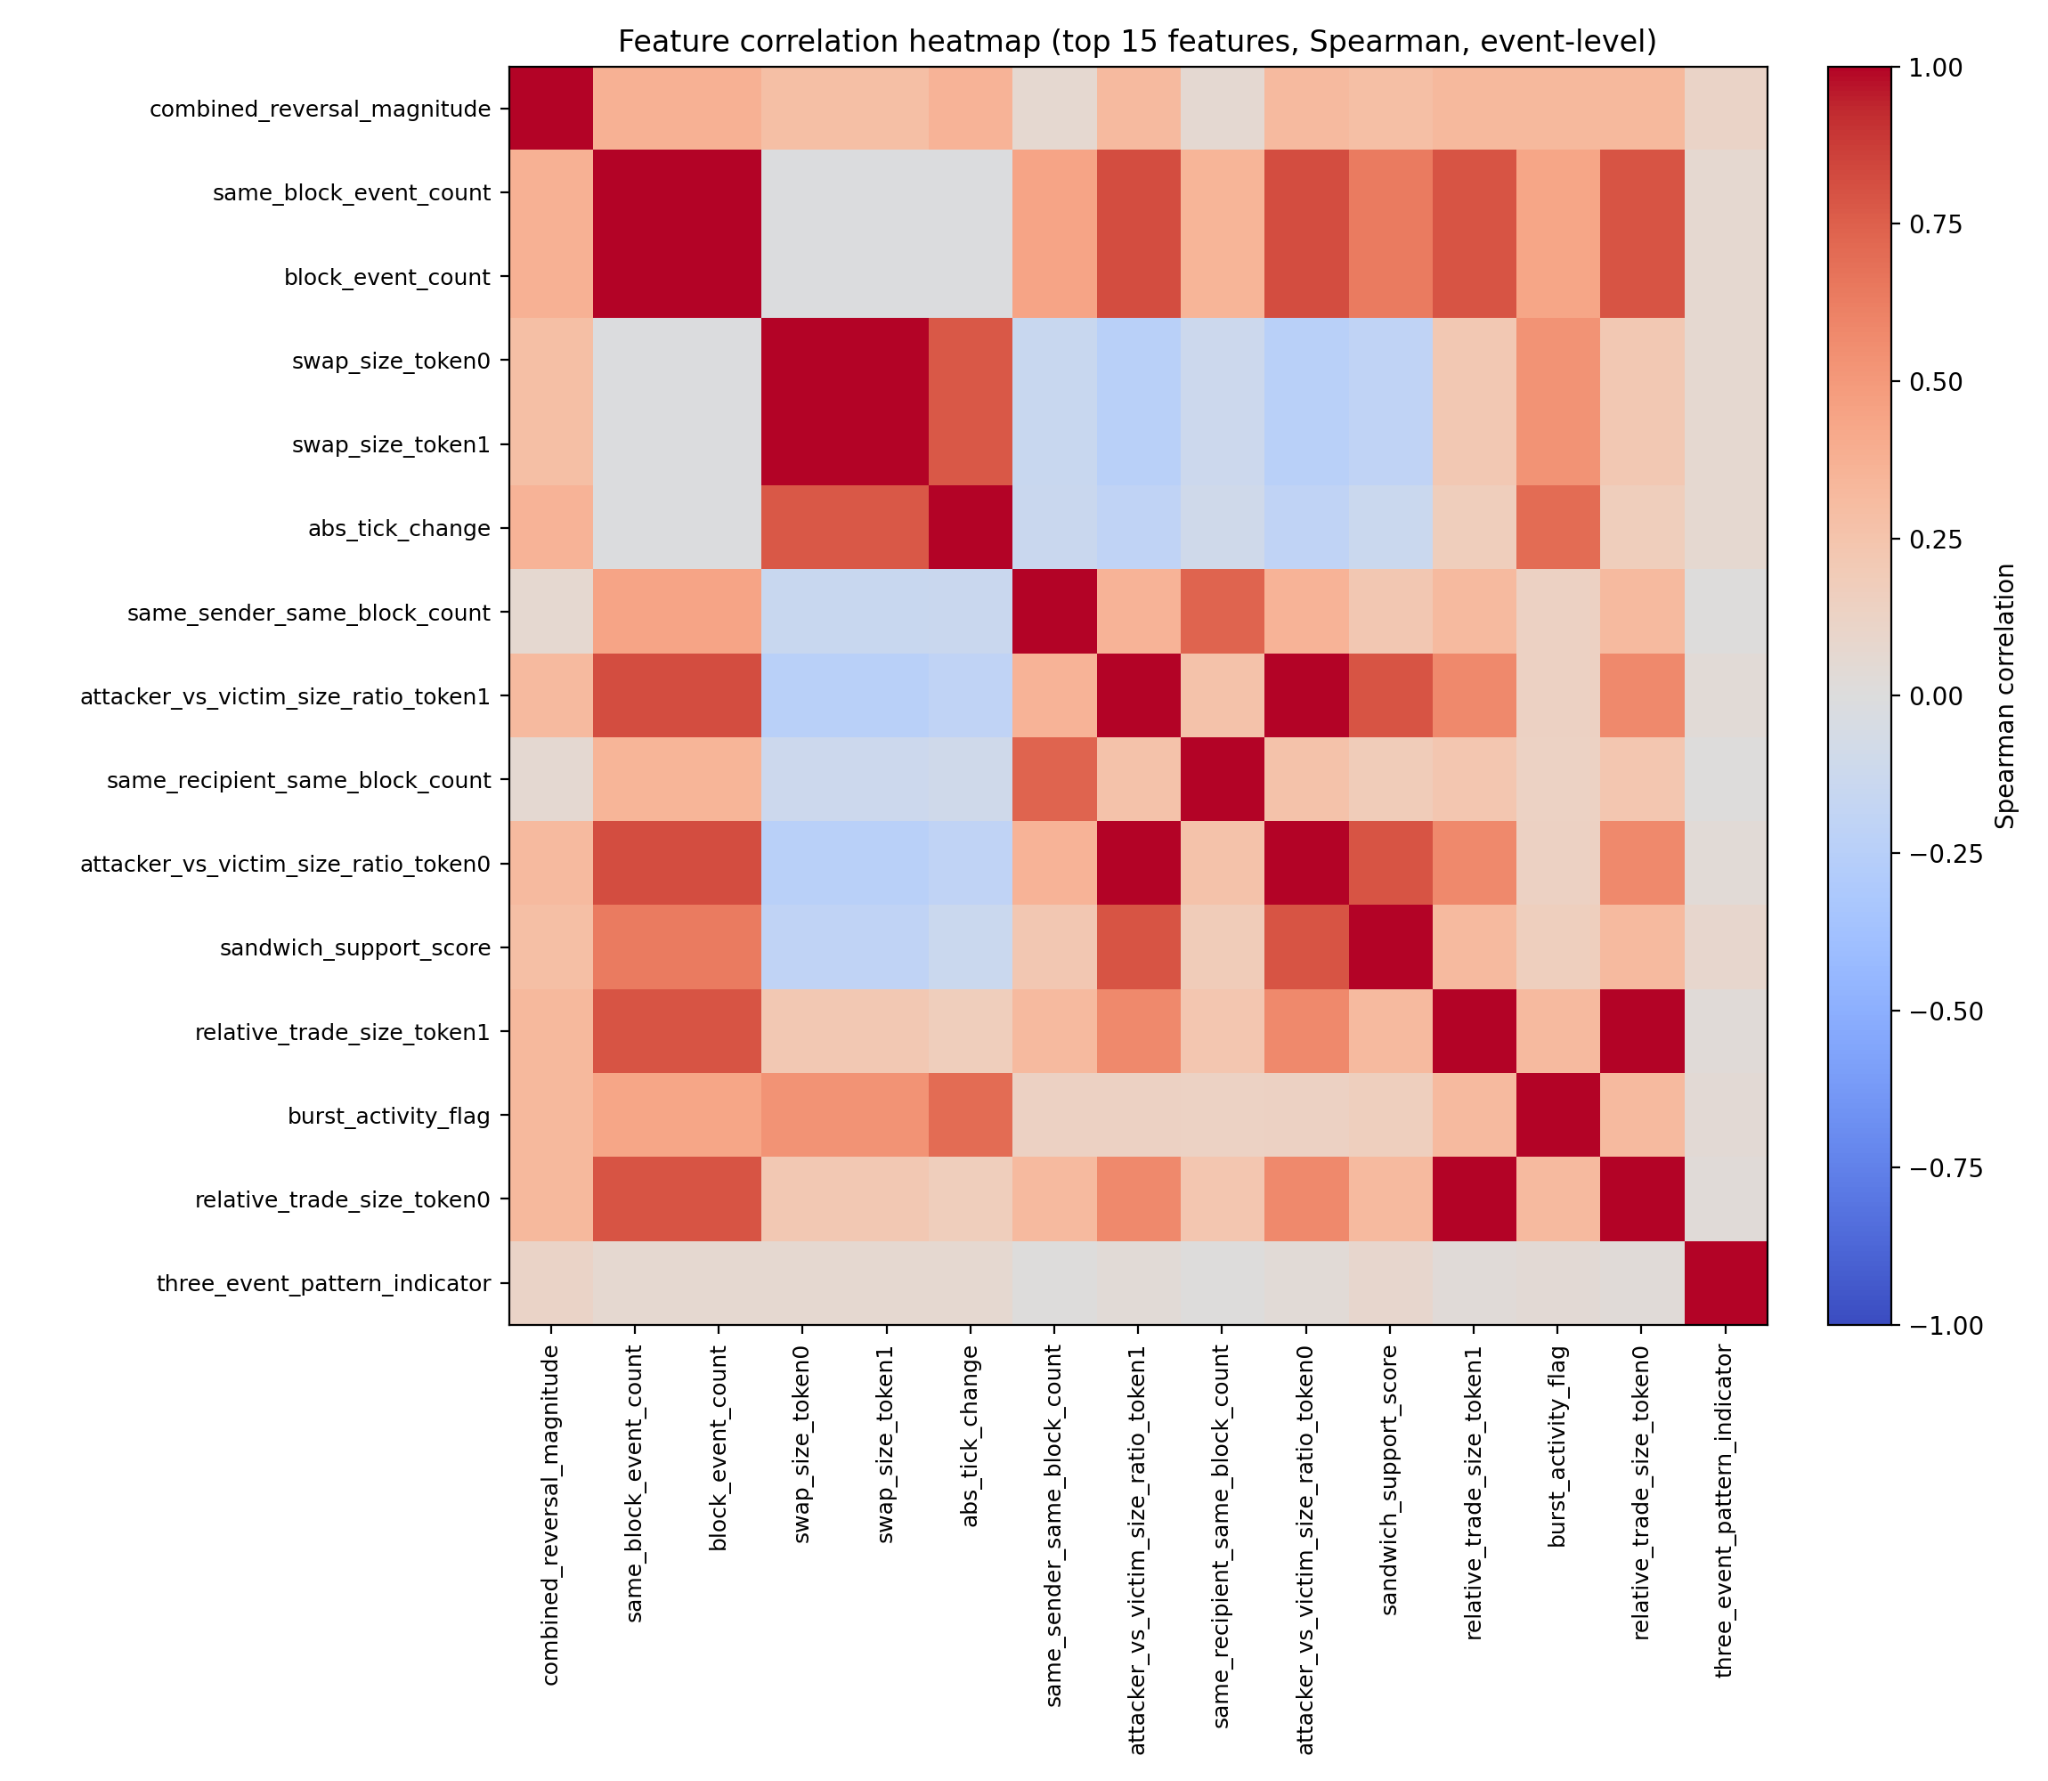 Feature correlation heatmap (top 15 features, Spearman, event-level)
combined_reversal_magnitude
same_block_event_count
block_event_count
swap_size_token0
swap_size_token1
abs_tick_change
same_sender_same_block_count
attacker_vs_victim_size_ratio_token1
same_recipient_same_block_count
attacker_vs_victim_size_ratio_token0
sandwich_support_score
relative_trade_size_token1
burst_activity_flag
relative_trade_size_token0
three_event_pattern_indicator
combined_reversal_magnitude
same_block_event_count
block_event_count
swap_size_token0
swap_size_token1
abs_tick_change
same_sender_same_block_count
attacker_vs_victim_size_ratio_token1
same_recipient_same_block_count
attacker_vs_victim_size_ratio_token0
sandwich_support_score
relative_trade_size_token1
burst_activity_flag
relative_trade_size_token0
three_event_pattern_indicator
1.00
0.75
0.50
0.25
0.00
−0.25
−0.50
−0.75
−1.00
Spearman correlation